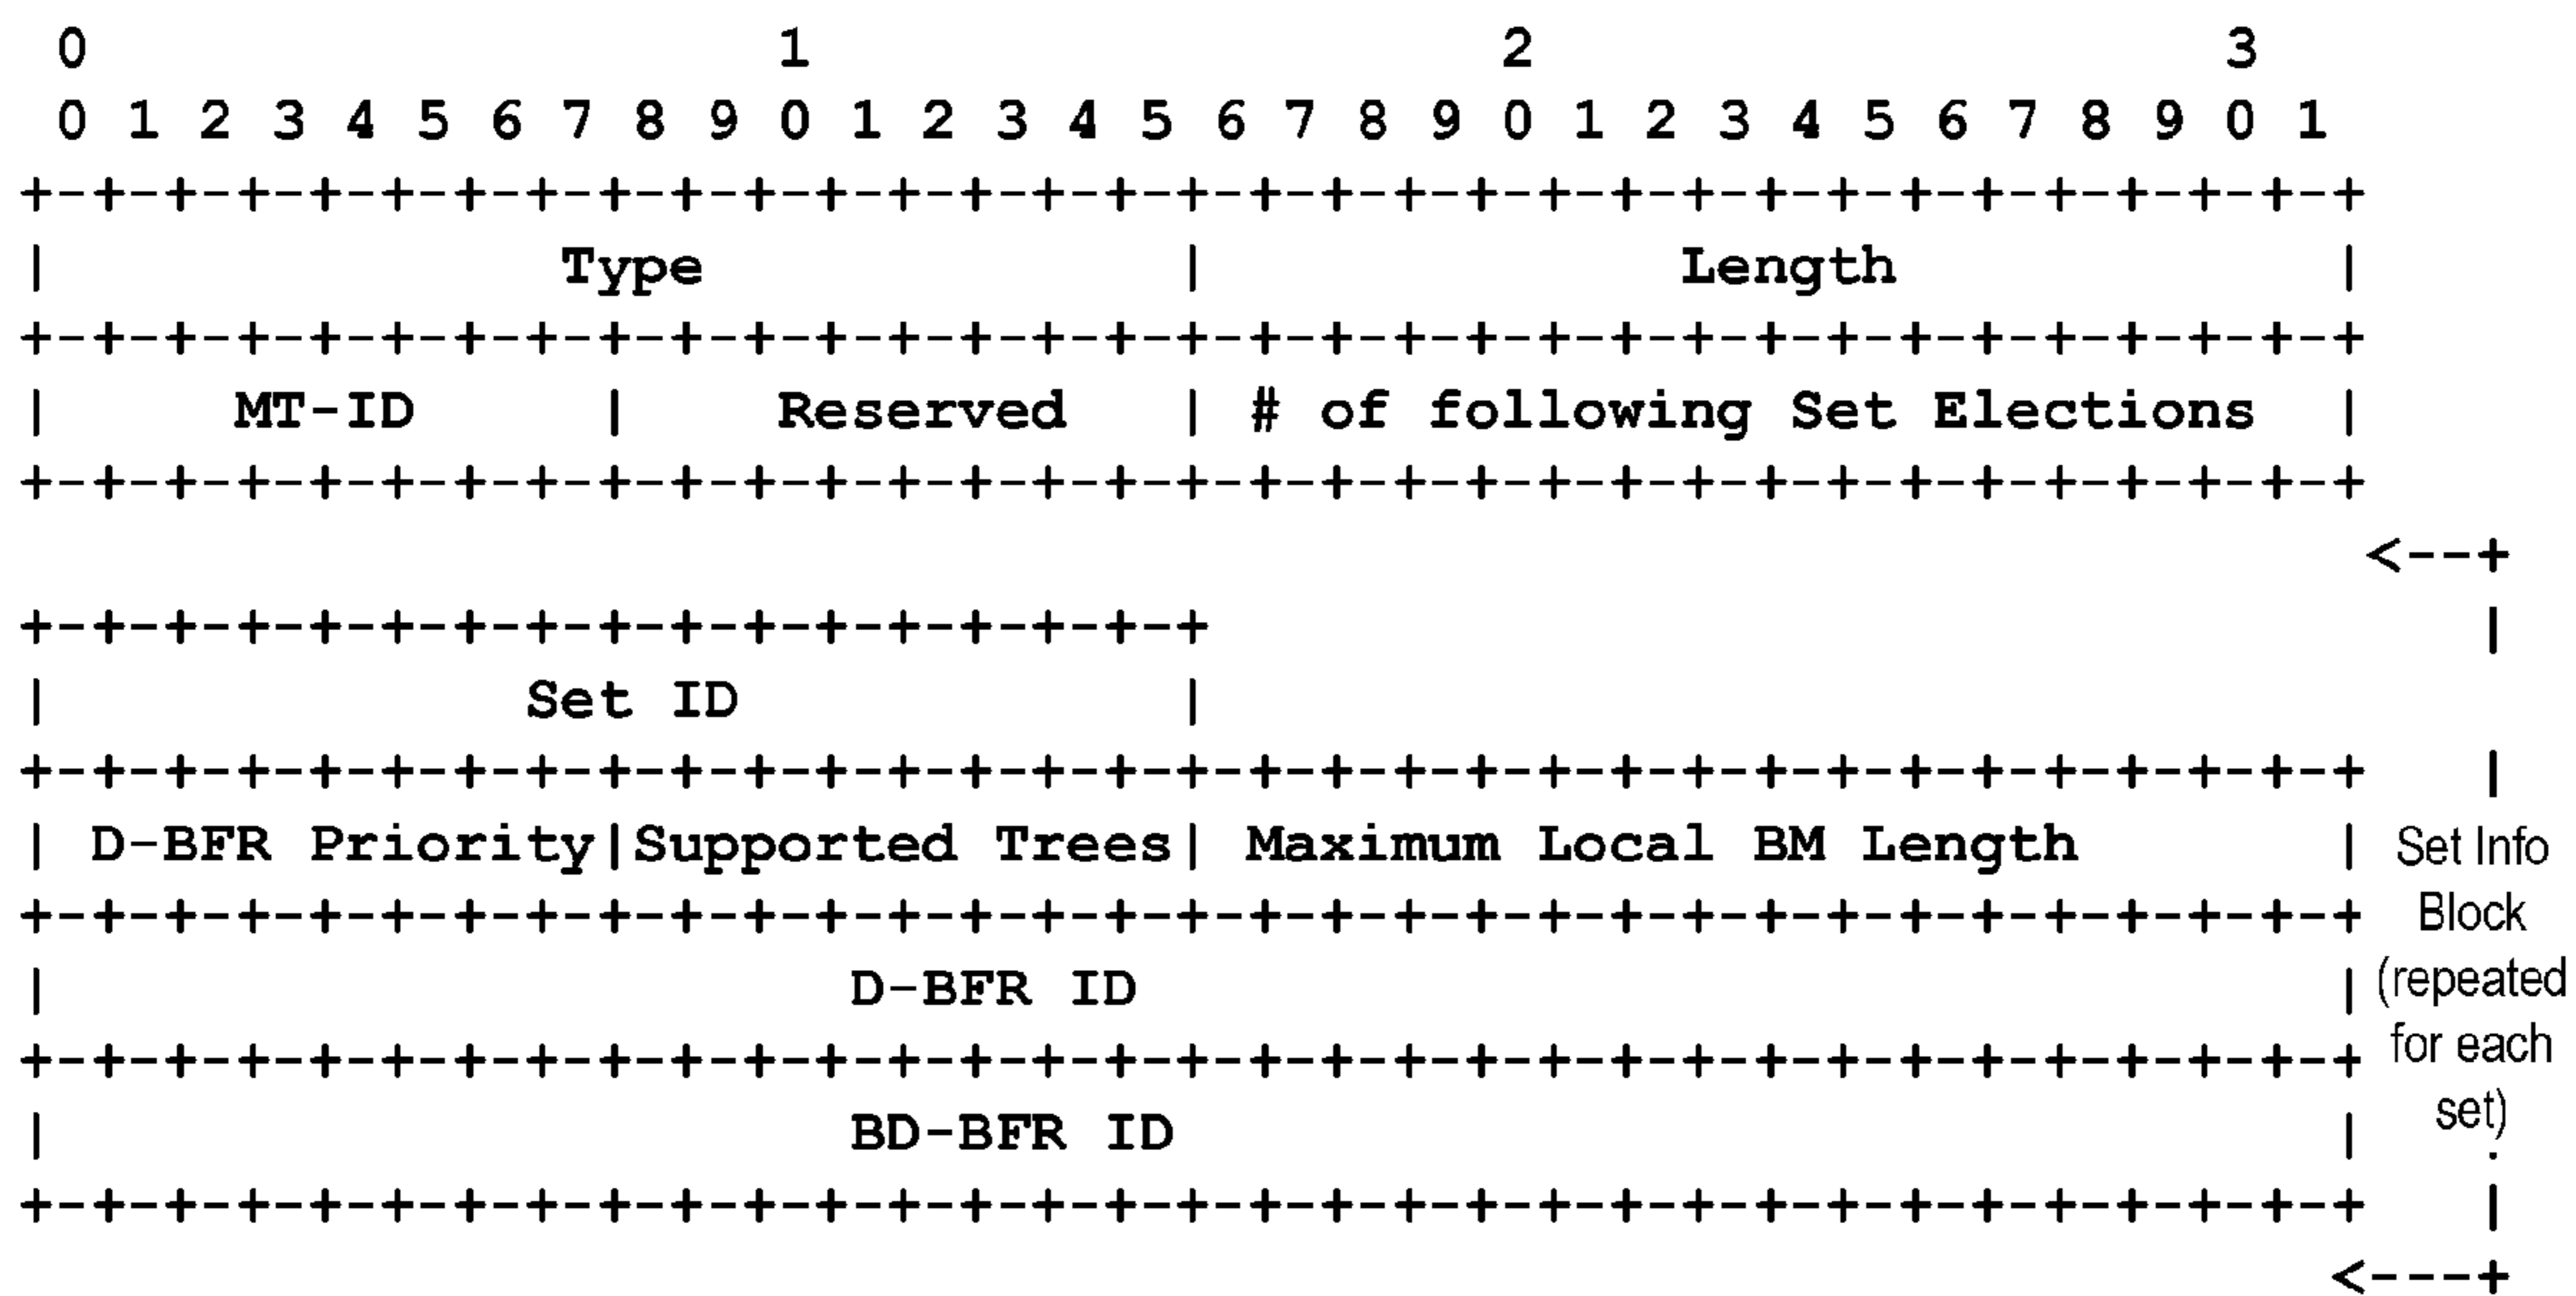 0 1 2 3
0 1 2 3 4 5 6 7 8 9 0 1 2 3 4 5 6 7 8 9 0 1 2 3 4 5 6 7 8 9 0 1
+-+-+-+-+-+-+-+-+-+-+-+-+-+-+-+-+-+-+-+-+-+-+-+-+-+-+-+-+-+-+-+-+
| Type | Length |
+-+-+-+-+-+-+-+-+-+-+-+-+-+-+-+-+-+-+-+-+-+-+-+-+-+-+-+-+-+-+-+-+
| MT-ID | Reserved | # of following Set Elections |
+-+-+-+-+-+-+-+-+-+-+-+-+-+-+-+-+-+-+-+-+-+-+-+-+-+-+-+-+-+-+-+-+
<--+
+-+-+-+-+-+-+-+-+-+-+-+-+-+-+-+-+ |
| Set ID |
+-+-+-+-+-+-+-+-+-+-+-+-+-+-+-+-+-+-+-+-+-+-+-+-+-+-+-+-+-+-+-+-+ |
| D-BFR Priority|Supported Trees| Maximum Local BM Length |
+-+-+-+-+-+-+-+-+-+-+-+-+-+-+-+-+-+-+-+-+-+-+-+-+-+-+-+-+-+-+-+-+
| D-BFR ID |
+-+-+-+-+-+-+-+-+-+-+-+-+-+-+-+-+-+-+-+-+-+-+-+-+-+-+-+-+-+-+-+-+
| BD-BFR ID |
+-+-+-+-+-+-+-+-+-+-+-+-+-+-+-+-+-+-+-+-+-+-+-+-+-+-+-+-+-+-+-+-+ |
<---+
Set Info
Block
(repeated
for each
set)